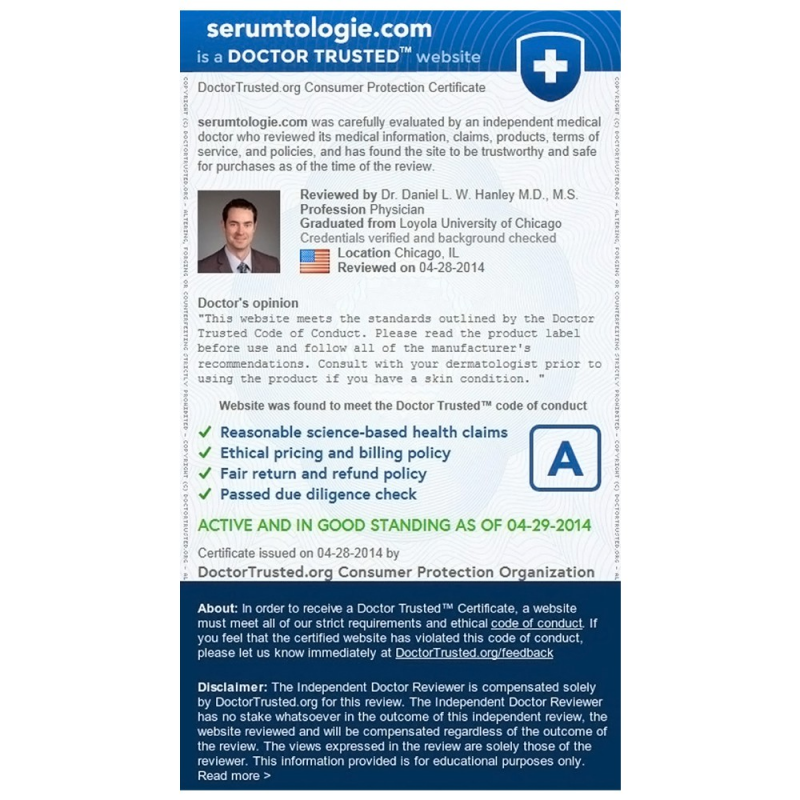 serumtologie.com
is a DOCTOR TRUSTED™ website
DoctorTrusted.org Consumer Protection Certificate
serumtologie.com was carefully evaluated by an independent medical
doctor who reviewed its medical information, claims, products, terms of
service, and policies, and has found the site to be trustworthy and safe
for purchases as of the time of the review.
Reviewed by Dr. Daniel L. W. Hanley M.D., M.S.
Profession Physician
Graduated from Loyola University of Chicago
Credentials verified and background checked
Location Chicago, IL
Reviewed on 04-28-2014
Doctor's opinion
"This website meets the standards outlined by the Doctor
Trusted Code of Conduct. Please read the product label
before use and follow all of the manufacturer's
recommendations. Consult with your dermatologist prior to
using the product if you have a skin condition. "
Website was found to meet the Doctor Trusted™ code of conduct
✓ Reasonable science-based health claims
✓ Ethical pricing and billing policy
✓ Fair return and refund policy
✓ Passed due diligence check
A
ACTIVE AND IN GOOD STANDING AS OF 04-29-2014
Certificate issued on 04-28-2014 by
DoctorTrusted.org Consumer Protection Organization
About: In order to receive a Doctor Trusted™ Certificate, a website
must meet all of our strict requirements and ethical code of conduct. If
you feel that the certified website has violated this code of conduct,
please let us know immediately at DoctorTrusted.org/feedback
Disclaimer: The Independent Doctor Reviewer is compensated solely
by DoctorTrusted.org for this review. The Independent Doctor Reviewer
has no stake whatsoever in the outcome of this independent review, the
website reviewed and will be compensated regardless of the outcome of
the review. The views expressed in the review are solely those of the
reviewer. This information provided is for educational purposes only.
Read more >